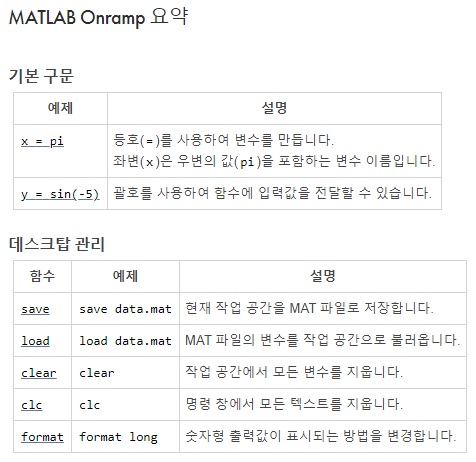 MATLAB Onramp 요약
기본 구문
예제 설명
x = pi 등호(=)를 사용하여 변수를 만듭니다.
좌변(x)은 우변의 값(pi)을 포함하는 변수 이름입니다.
y = sin(-5) 괄호를 사용하여 함수에 입력값을 전달할 수 있습니다.
데스크탑 관리
함수 예제 설명
save save data.mat 현재 작업 공간을 MAT 파일로 저장합니다.
load load data.mat MAT 파일의 변수를 작업 공간으로 불러옵니다.
clear clear 작업 공간에서 모든 변수를 지웁니다.
clc clc 명령 창에서 모든 텍스트를 지웁니다.
format format long 숫자형 출력값이 표시되는 방법을 변경합니다.